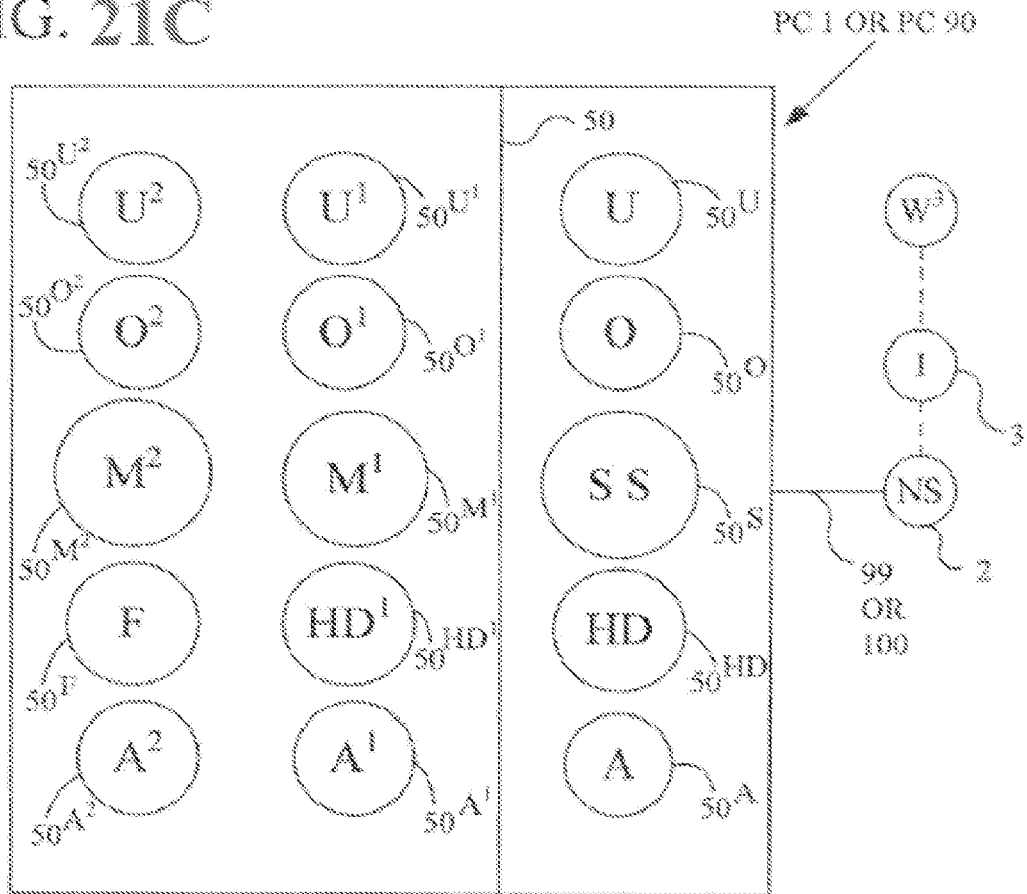 IG. 21C
PC 1 OR PC 90
50
50U² U² U¹ 50U¹ U 50U W³
50O² O² O¹ 50O¹ O 50O I 3
M² 50M² M¹ 50M¹ S S 50S NS 2
99
OR
100
F 50F HD¹ 50HD¹ HD 50HD
A² 50A² A¹ 50A¹ A 50A